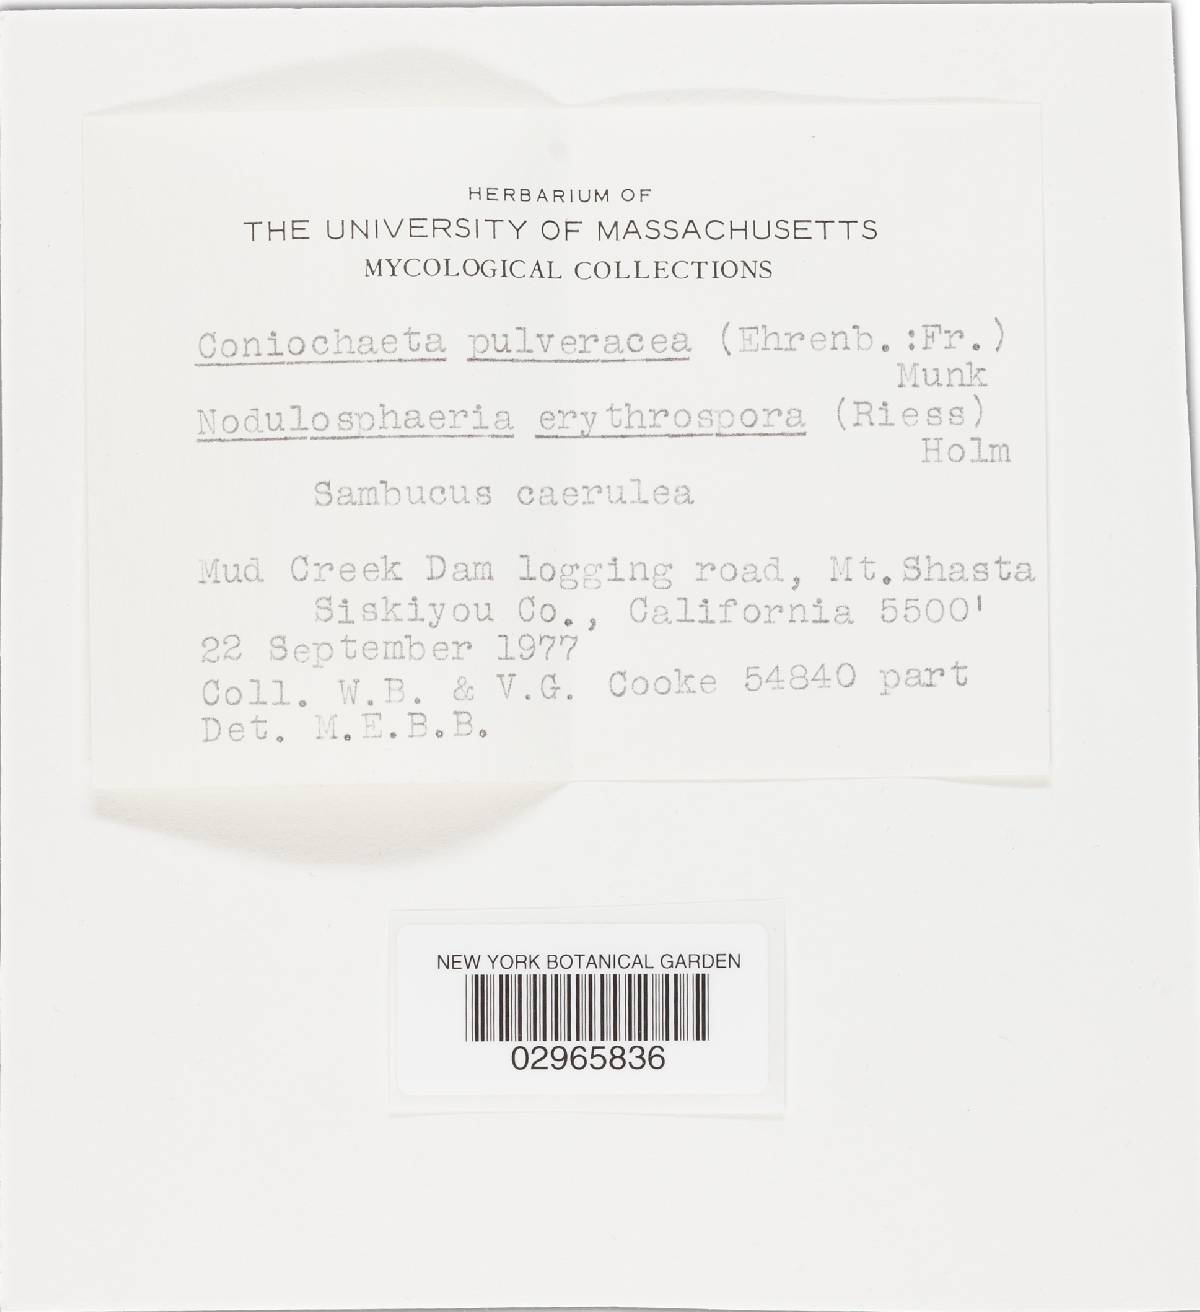 HERBARIUM OF
THE UNIVERSITY OF MASSACHUSETTS
MYCOLOGICAL COLLECTIONS
Coniochaeta pulveracea (Ehrenb.:Fr.)
Munk
Nodulosphaeria erythrospora (Riess)
Holm
Sambucus caerulea
Mud Creek Dam logging road, Mt.Shasta
Siskiyou Co., California 5500'
22 September 1977
Coll. W.B. & V.G. Cooke 54840 part
Det. M.E.B.B.
NEW YORK BOTANICAL GARDEN
02965836